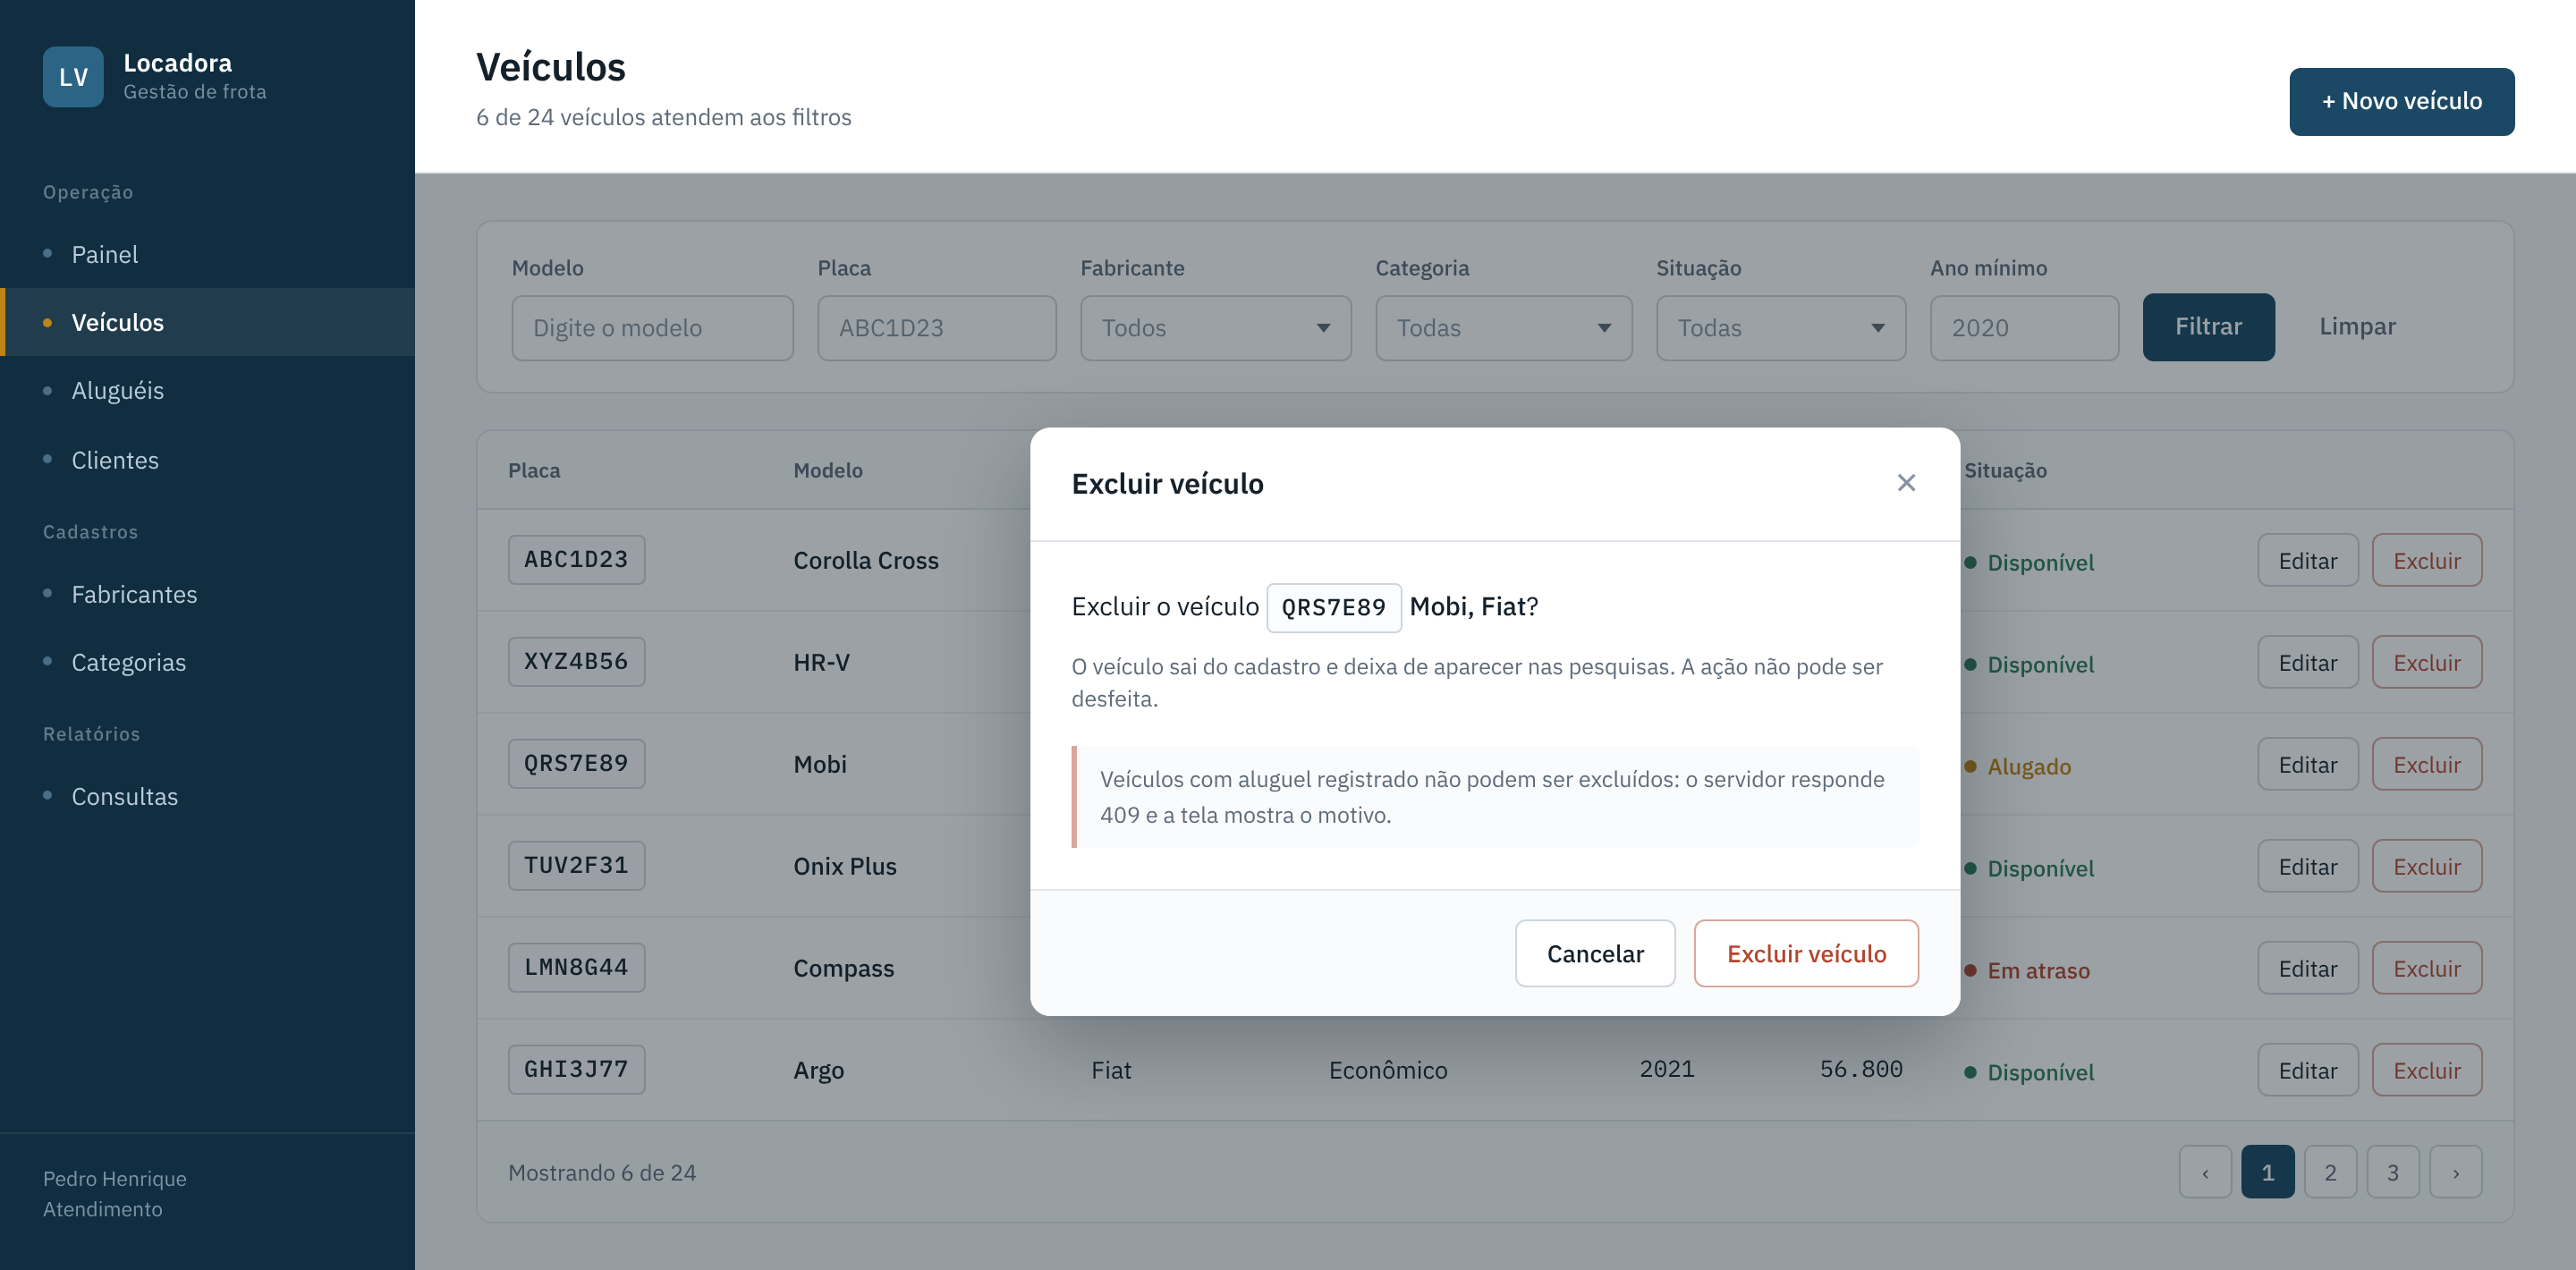 LV
Locadora
Gestão de frota
Operação
Painel
Veículos
Aluguéis
Clientes
Cadastros
Fabricantes
Categorias
Relatórios
Consultas
Pedro Henrique
Atendimento
Veículos
6 de 24 veículos atendem aos filtros
+ Novo veículo
Modelo Placa Fabricante Categoria Situação Ano mínimo
Digite o modelo ABC1D23 Todos Todas Todas 2020 Filtrar Limpar
Placa Modelo Situação
ABC1D23 Corolla Cross Disponível Editar Excluir
XYZ4B56 HR-V Disponível Editar Excluir
QRS7E89 Mobi Alugado Editar Excluir
TUV2F31 Onix Plus Disponível Editar Excluir
LMN8G44 Compass Em atraso Editar Excluir
GHI3J77 Argo Fiat Econômico 2021 56.800 Disponível Editar Excluir
Mostrando 6 de 24 ‹ 1 2 3 ›
Excluir veículo ✕
Excluir o veículo QRS7E89 Mobi, Fiat?
O veículo sai do cadastro e deixa de aparecer nas pesquisas. A ação não pode ser
desfeita.
Veículos com aluguel registrado não podem ser excluídos: o servidor responde
409 e a tela mostra o motivo.
Cancelar Excluir veículo